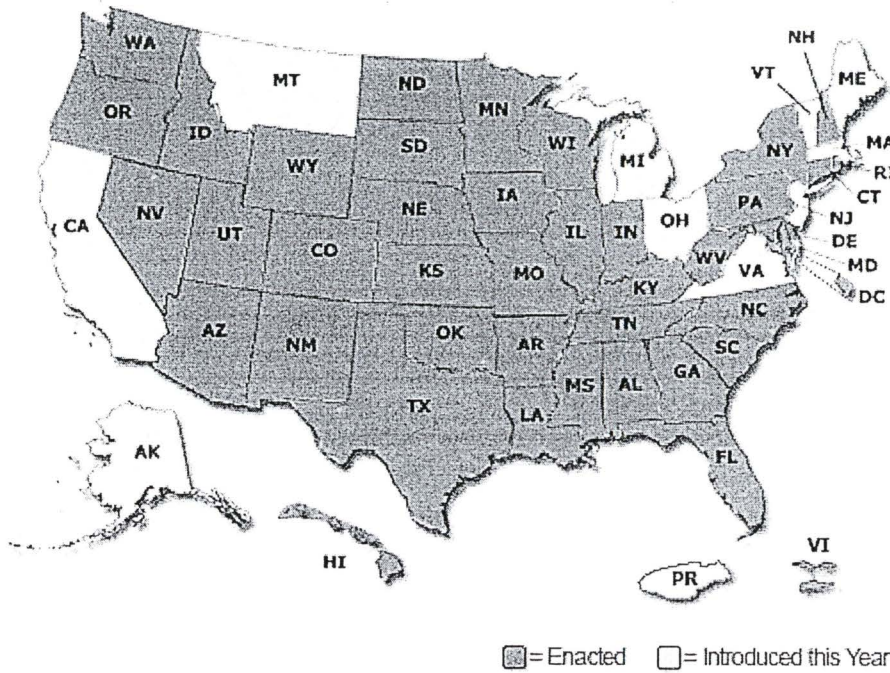 WA
MT
ND
MN
NH
VT
ME
OR
ID
WY
SD
WI
MI
NY
MA
RI
CT
CA
NV
UT
CO
NE
IA
IL
IN
OH
PA
NJ
DE
MD
DC
KS
MO
WV
VA
KY
AZ
NM
OK
AR
TN
NC
SC
TX
LA
MS
AL
GA
FL
AK
HI
PR
VI
= Enacted = Introduced this Year